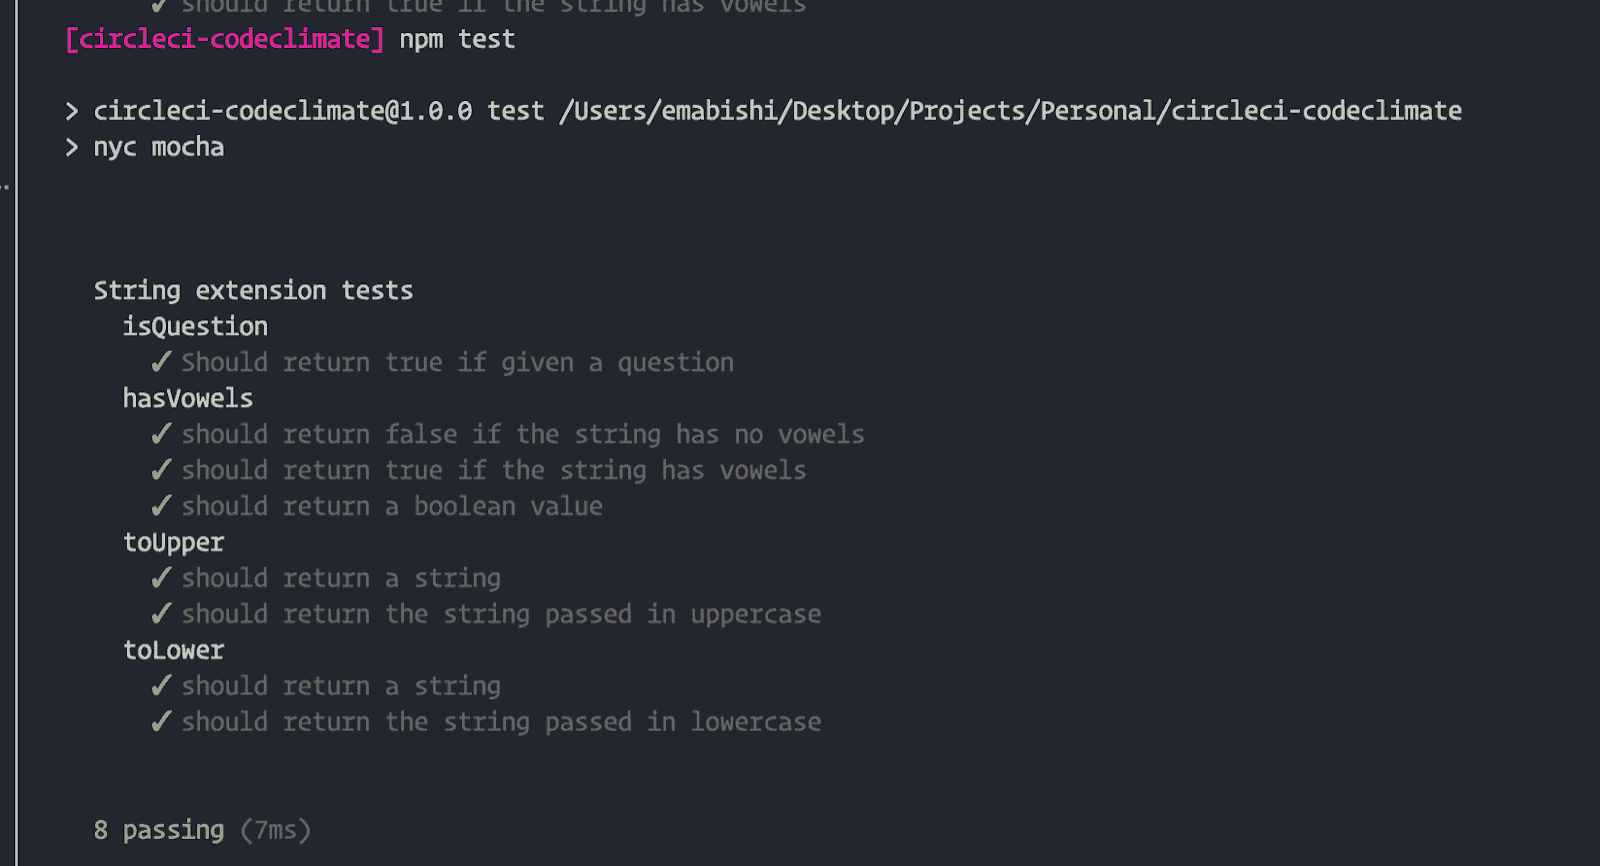 ✓ should return true if the string has vowels
[circleci-codeclimate] npm test
> circleci-codeclimate@1.0.0 test /Users/emabishi/Desktop/Projects/Personal/circleci-codeclimate
> nyc mocha
String extension tests
isQuestion
✓ Should return true if given a question
hasVowels
✓ should return false if the string has no vowels
✓ should return true if the string has vowels
✓ should return a boolean value
toUpper
✓ should return a string
✓ should return the string passed in uppercase
toLower
✓ should return a string
✓ should return the string passed in lowercase
8 passing (7ms)